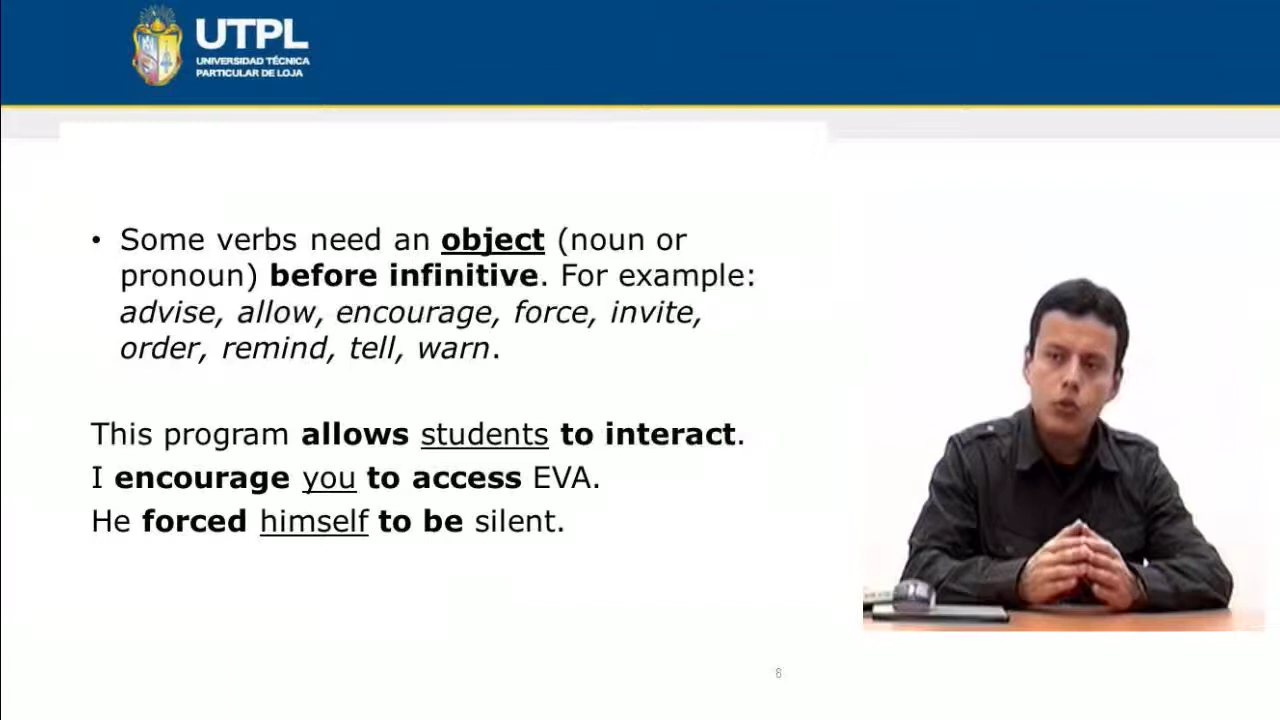 UTPL
UNIVERSIDAD TÉCNICA
PARTICULAR DE LOJA
• Some verbs need an object (noun or
pronoun) before infinitive. For example:
advise, allow, encourage, force, invite,
order, remind, tell, warn.
This program allows students to interact.
I encourage you to access EVA.
He forced himself to be silent.
8